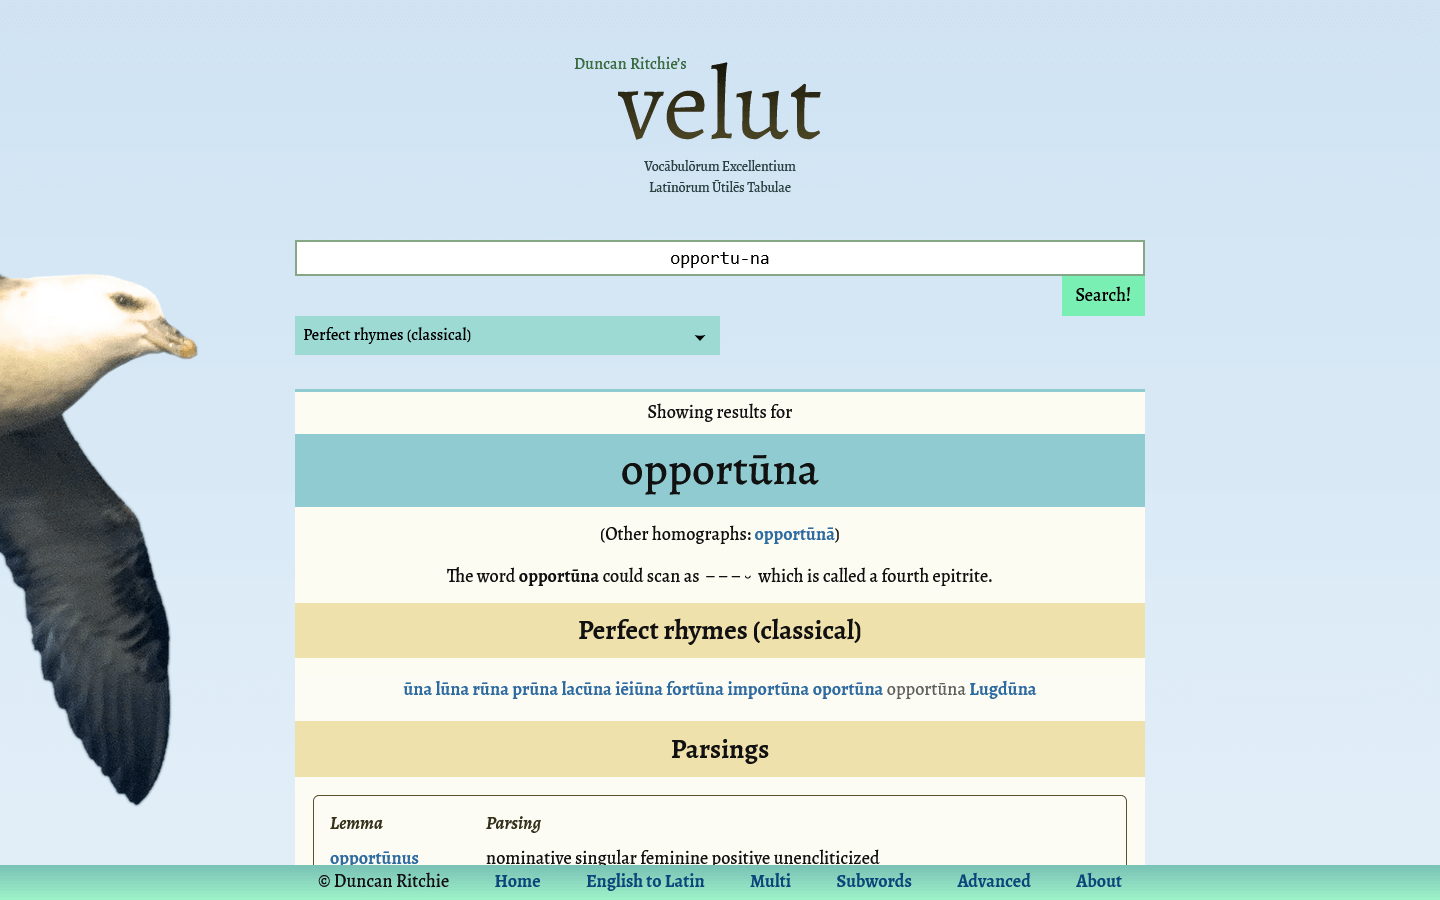 Duncan Ritchie's
velut
Vocābulōrum Excellentium
Latīnōrum Ūtilēs Tabulae
opportu-na
Search!
Perfect rhymes (classical)
Showing results for
opportūna
(Other homographs: opportūnā)
The word opportūna could scan as – – – ⏑ which is called a fourth epitrite.
Perfect rhymes (classical)
ūna lūna rūna prūna lacūna iēiūna fortūna importūna oportūna opportūna Lugdūna
Parsings
Lemma Parsing
opportūnus nominative singular feminine positive unencliticized
© Duncan Ritchie Home English to Latin Multi Subwords Advanced About